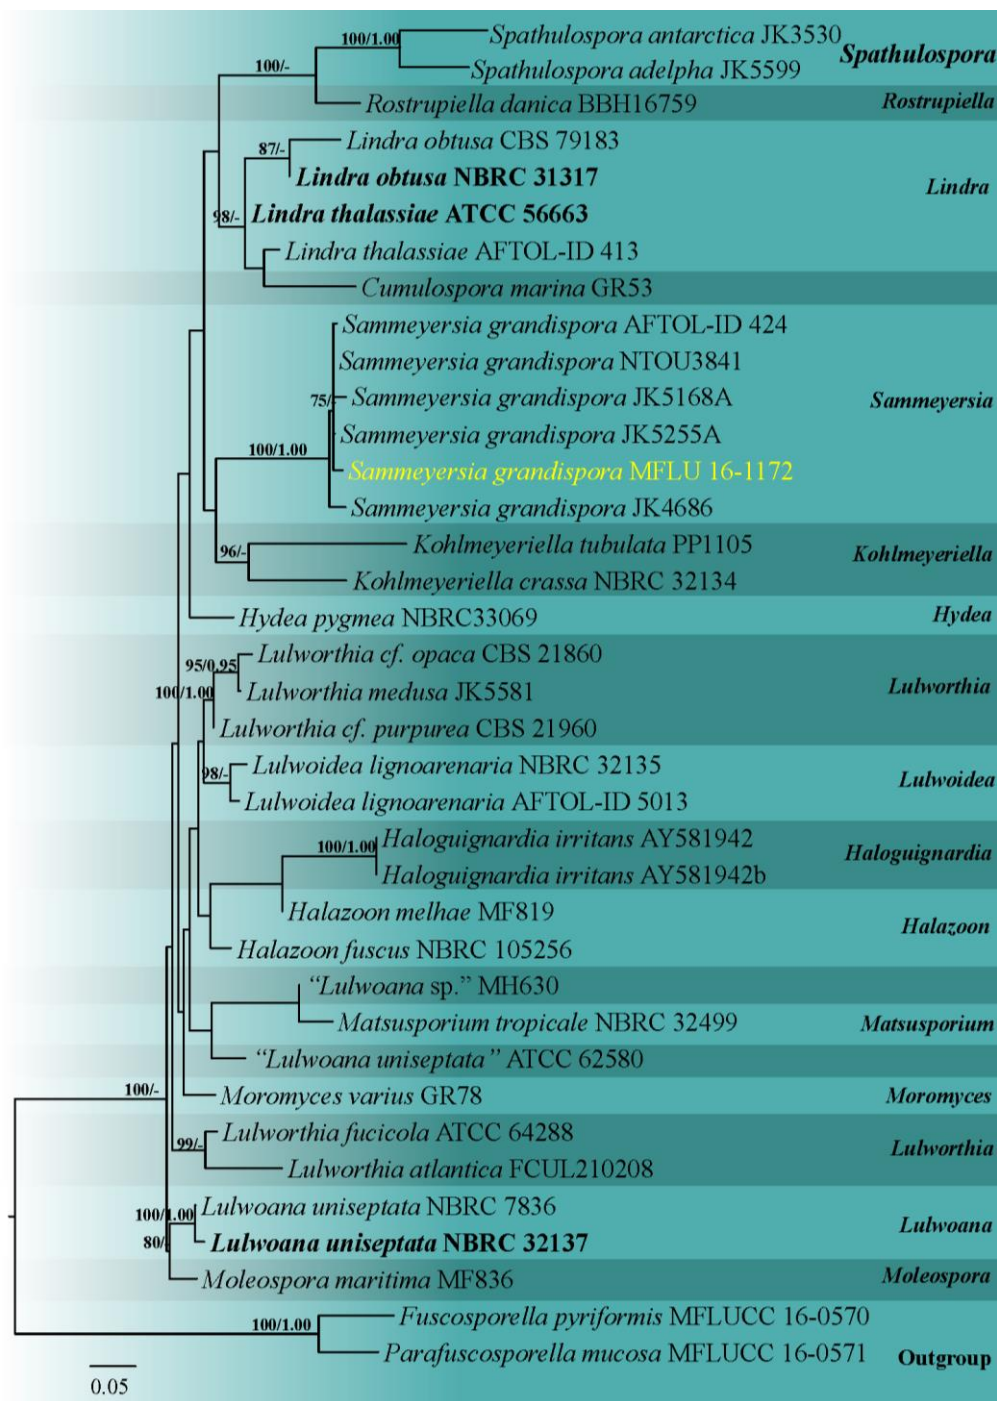 100/1.00
Spathulospora antarctica JK3530
Spathulospora
100/-
Spathulospora adelpha JK5599
Rostrupiella danica BBH16759
Rostrupiella
Lindra obtusa CBS 79183
87/-
Lindra obtusa NBRC 31317
Lindra
98/-
Lindra thalassiae ATCC 56663
Lindra thalassiae AFTOL-ID 413
Cumulospora marina GR53
Sammeyersia grandispora AFTOL-ID 424
Sammeyersia grandispora NTOU3841
75/-
Sammeyersia grandispora JK5168A
Sammeyersia
Sammeyersia grandispora JK5255A
100/1.00
Sammeyersia grandispora MFLU 16-1172
Sammeyersia grandispora JK4686
96/-
Kohlmeyeriella tubulata PP1105
Kohlmeyeriella
Kohlmeyeriella crassa NBRC 32134
Hydea pygmea NBRC33069
Hydea
95/0.95
Lulworthia cf. opaca CBS 21860
100/1.00
Lulworthia medusa JK5581
Lulworthia
Lulworthia cf. purpurea CBS 21960
Lulwoidea lignoarenaria NBRC 32135
98/-
Lulwoidea
Lulwoidea lignoarenaria AFTOL-ID 5013
100/1.00
Haloguignardia irritans AY581942
Haloguignardia
Haloguignardia irritans AY581942b
Halazoon melhae MF819
Halazoon
Halazoon fuscus NBRC 105256
“Lulwoana sp.” MH630
Matsusporium tropicale NBRC 32499
Matsusporium
“Lulwoana uniseptata” ATCC 62580
100/-
Moromyces varius GR78
Moromyces
Lulworthia fucicola ATCC 64288
99/-
Lulworthia
Lulworthia atlantica FCUL210208
Lulwoana uniseptata NBRC 7836
100/1.00
Lulwoana
80/-
Lulwoana uniseptata NBRC 32137
Moleospora maritima MF836
Moleospora
Fuscosporella pyriformis MFLUCC 16-0570
100/1.00
Parafuscosporella mucosa MFLUCC 16-0571
Outgroup
0.05